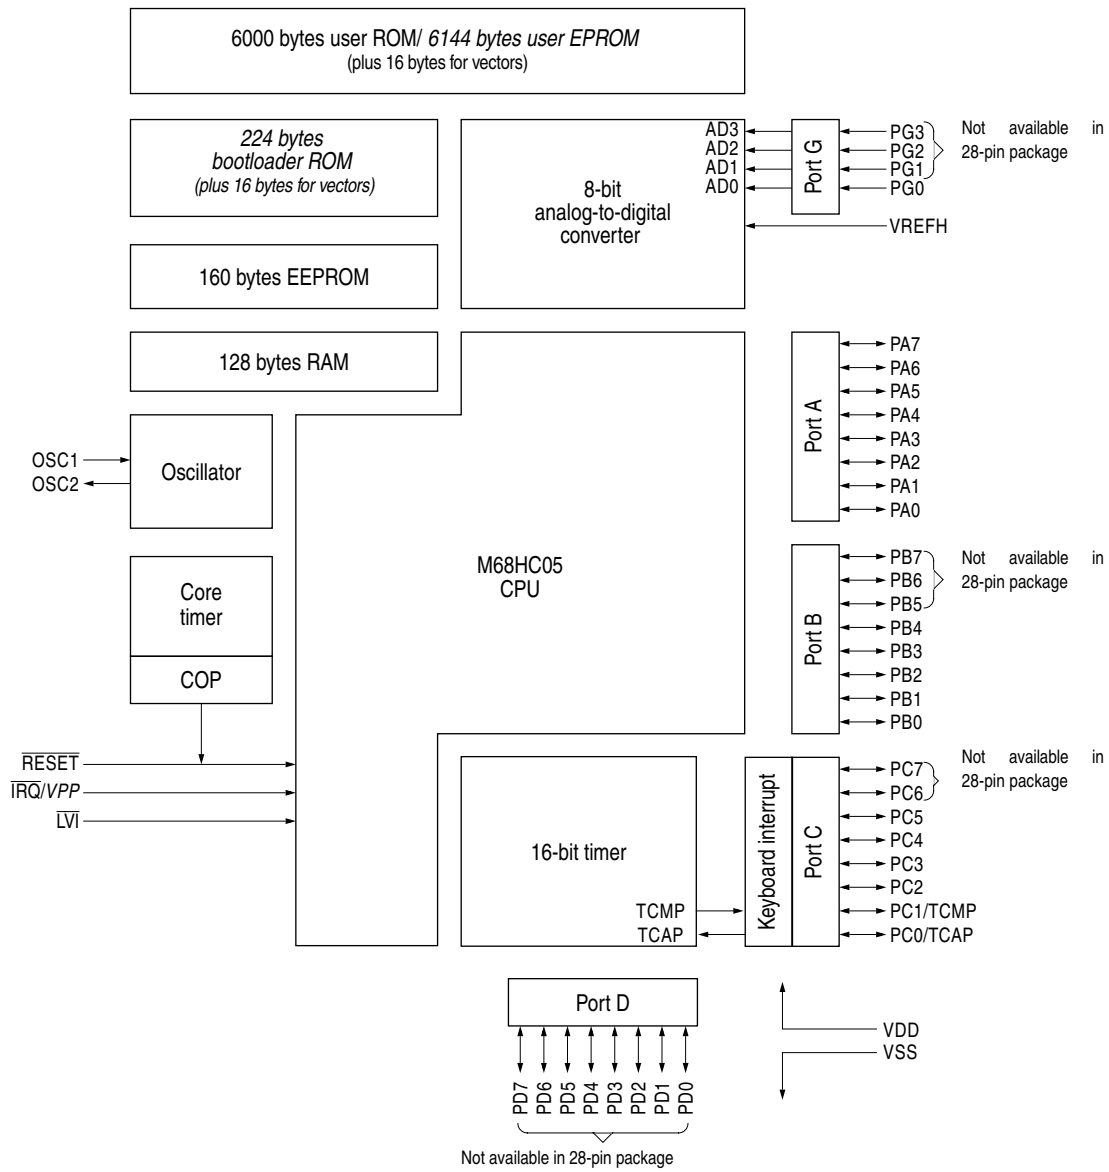 6000 bytes user ROM/ 6144 bytes user EPROM
(plus 16 bytes for vectors)
224 bytes
bootloader ROM
(plus 16 bytes for vectors)
160 bytes EEPROM
128 bytes RAM
8-bit
analog-to-digital
converter
AD3
AD2
AD1
AD0
Port G
PG3
PG2
PG1
PG0
Not available in
28-pin package
VREFH
OSC1
OSC2
Oscillator
Core
timer
COP
RESET
IRQ/VPP
LVI
M68HC05
CPU
Port A
PA7
PA6
PA5
PA4
PA3
PA2
PA1
PA0
Port B
PB7
PB6
PB5
PB4
PB3
PB2
PB1
PB0
Not available in
28-pin package
16-bit timer
TCMP
TCAP
Keyboard interrupt
Port C
PC7
PC6
PC5
PC4
PC3
PC2
PC1/TCMP
PC0/TCAP
Not available in
28-pin package
Port D
PD7
PD6
PD5
PD4
PD3
PD2
PD1
PD0
Not available in 28-pin package
VDD
VSS